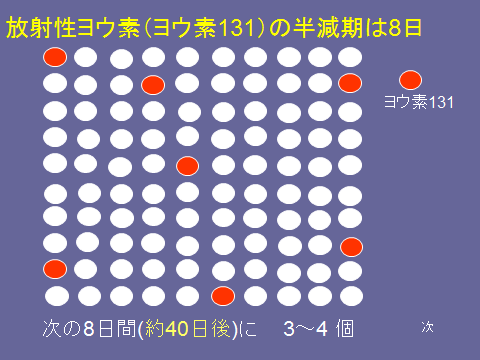 放射性ヨウ素(ヨウ素131)の半減期は8日
ヨウ素131
次の8日間(約40日後)に 3～4 個
次